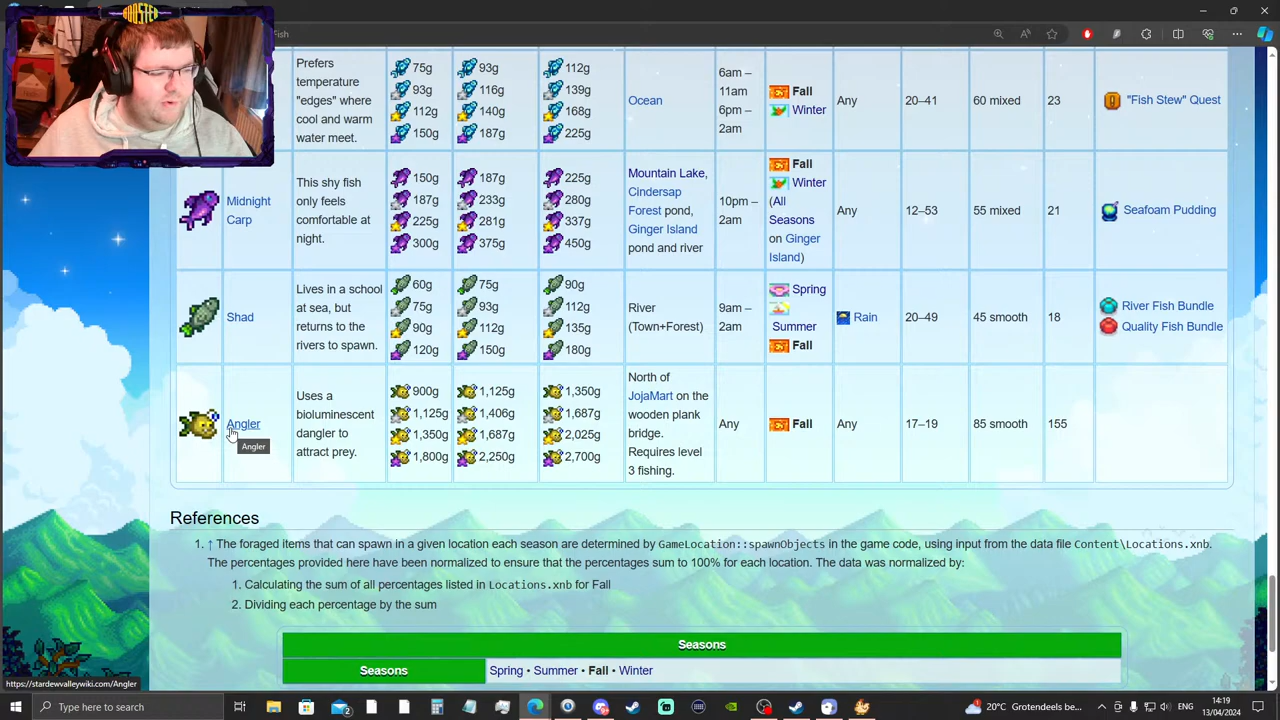 BOOSTED
Fish
Prefers temperature "edges" where cool and warm water meet.
75g 93g 112g
93g 116g 139g
112g 140g 168g
150g 187g 225g
Ocean
6am – 11am
6pm – 2am
Fall
Winter
Any
20–41
60 mixed
23
"Fish Stew" Quest
Midnight Carp
This shy fish only feels comfortable at night.
150g 187g 225g
187g 233g 280g
225g 281g 337g
300g 375g 450g
Mountain Lake,
Cindersap
Forest pond,
Ginger Island
pond and river
10pm – 2am
Fall
Winter
(All
Seasons
on Ginger
Island)
Any
12–53
55 mixed
21
Seafoam Pudding
Shad
Lives in a school
at sea, but
returns to the
rivers to spawn.
60g 75g 90g
75g 93g 112g
90g 112g 135g
120g 150g 180g
River
(Town+Forest)
9am – 2am
Spring
Summer
Fall
Rain
20–49
45 smooth
18
River Fish Bundle
Quality Fish Bundle
Angler
Angler
Uses a
bioluminescent
dangler to
attract prey.
900g 1,125g 1,350g
1,125g 1,406g 1,687g
1,350g 1,687g 2,025g
1,800g 2,250g 2,700g
North of
JojaMart on the
wooden plank
bridge.
Requires level
3 fishing.
Any
Fall
Any
17–19
85 smooth
155
References
1. ↑ The foraged items that can spawn in a given location each season are determined by GameLocation::spawnObjects in the game code, using input from the data file Content\Locations.xnb.
The percentages provided here have been normalized to ensure that the percentages sum to 100% for each location. The data was normalized by:
1. Calculating the sum of all percentages listed in Locations.xnb for Fall
2. Dividing each percentage by the sum
Seasons
Seasons
Spring • Summer • Fall • Winter
https://stardewvalleywiki.com/Angler
Type here to search
20°C Grotendeels be...
ENG
14:19
13/04/2024